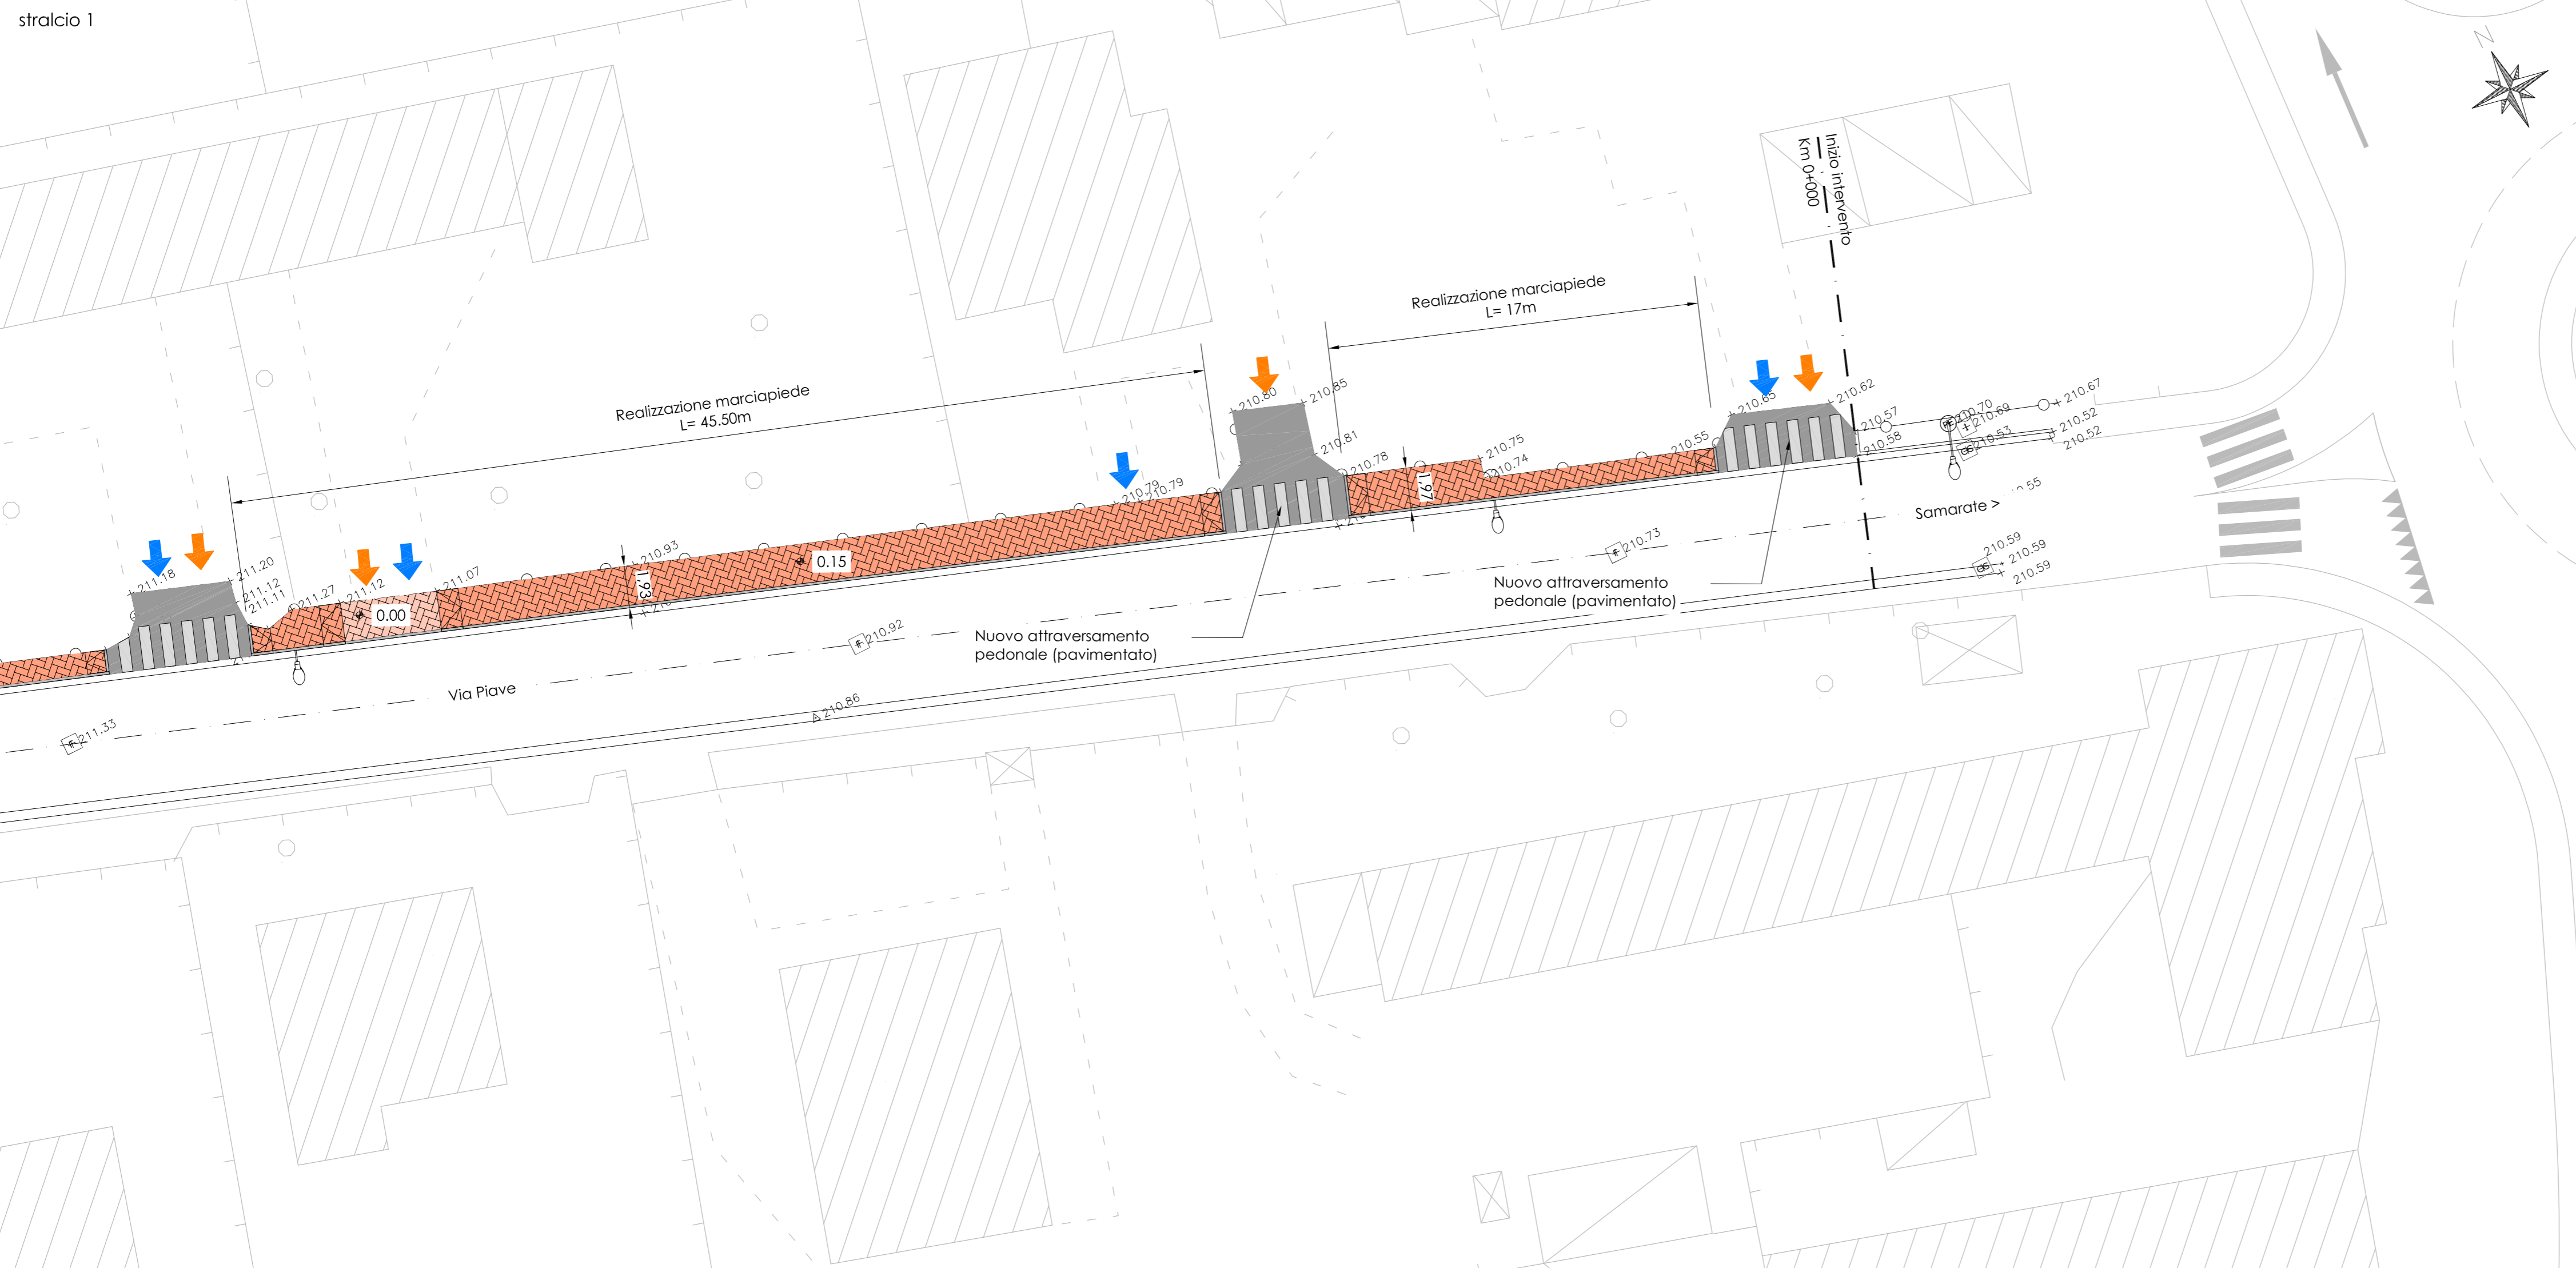 stralcio 1
N
Inizio intervento
Km 0+000
Realizzazione marciapiede
L= 17m
Realizzazione marciapiede
L= 45.50m
210.80
210.85
210.81
210.78
210.75
210.74
210.55
210.65
210.62
210.57
210.58
210.70
210.69
210.53
210.67
210.52
210.52
1,97
210.79
210.79
Samarate >
210.73
210.59
210.59
210.59
210.93
0.15
1,93
211.18
211.20
211.12
211.11
211.27
211.12
211.07
0.00
Nuovo attraversamento
pedonale (pavimentato)
Nuovo attraversamento
pedonale (pavimentato)
210.92
Via Piave
210.86
211.33